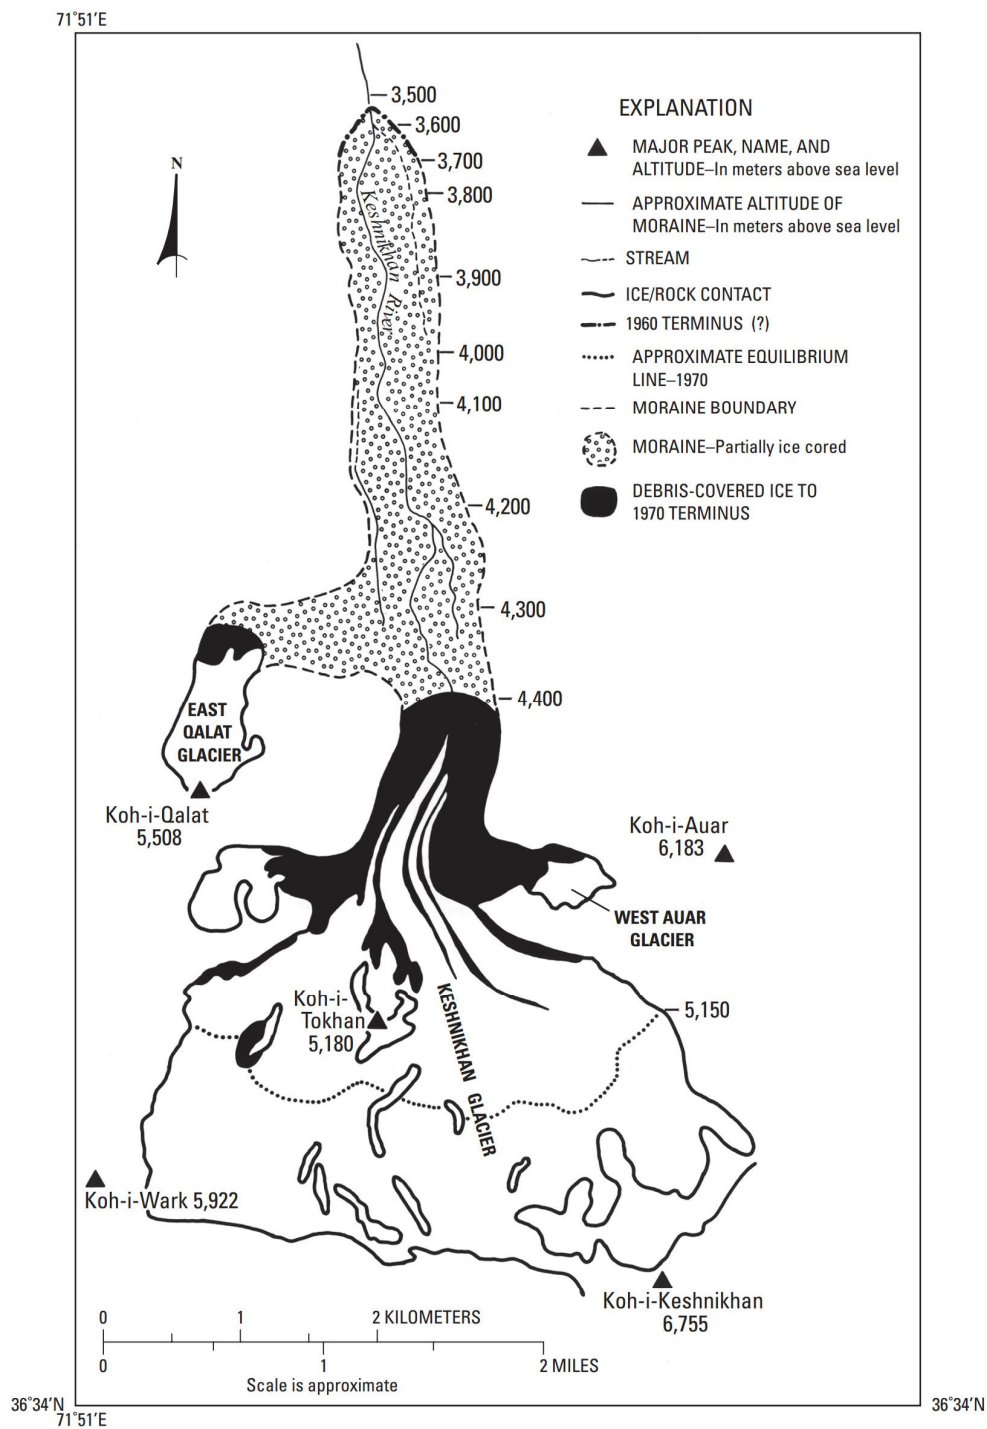 71°51′E
3,500
3,600
3,700
3,800
3,900
4,000
4,100
4,200
4,300
4,400
N
Keshnikhan River
EXPLANATION
MAJOR PEAK, NAME, AND
ALTITUDE–In meters above sea level
APPROXIMATE ALTITUDE OF
MORAINE–In meters above sea level
STREAM
ICE/ROCK CONTACT
1960 TERMINUS (?)
APPROXIMATE EQUILIBRIUM
LINE–1970
MORAINE BOUNDARY
MORAINE–Partially ice cored
DEBRIS-COVERED ICE TO
1970 TERMINUS
EAST
QALAT
GLACIER
Koh-i-Qalat
5,508
Koh-i-Auar
6,183
WEST AUAR
GLACIER
Koh-i-
Tokhan
5,180
KESHNIKHAN GLACIER
5,150
Koh-i-Wark 5,922
Koh-i-Keshnikhan
6,755
0 1 2 KILOMETERS
0 1 2 MILES
Scale is approximate
36°34′N
71°51′E
36°34′N